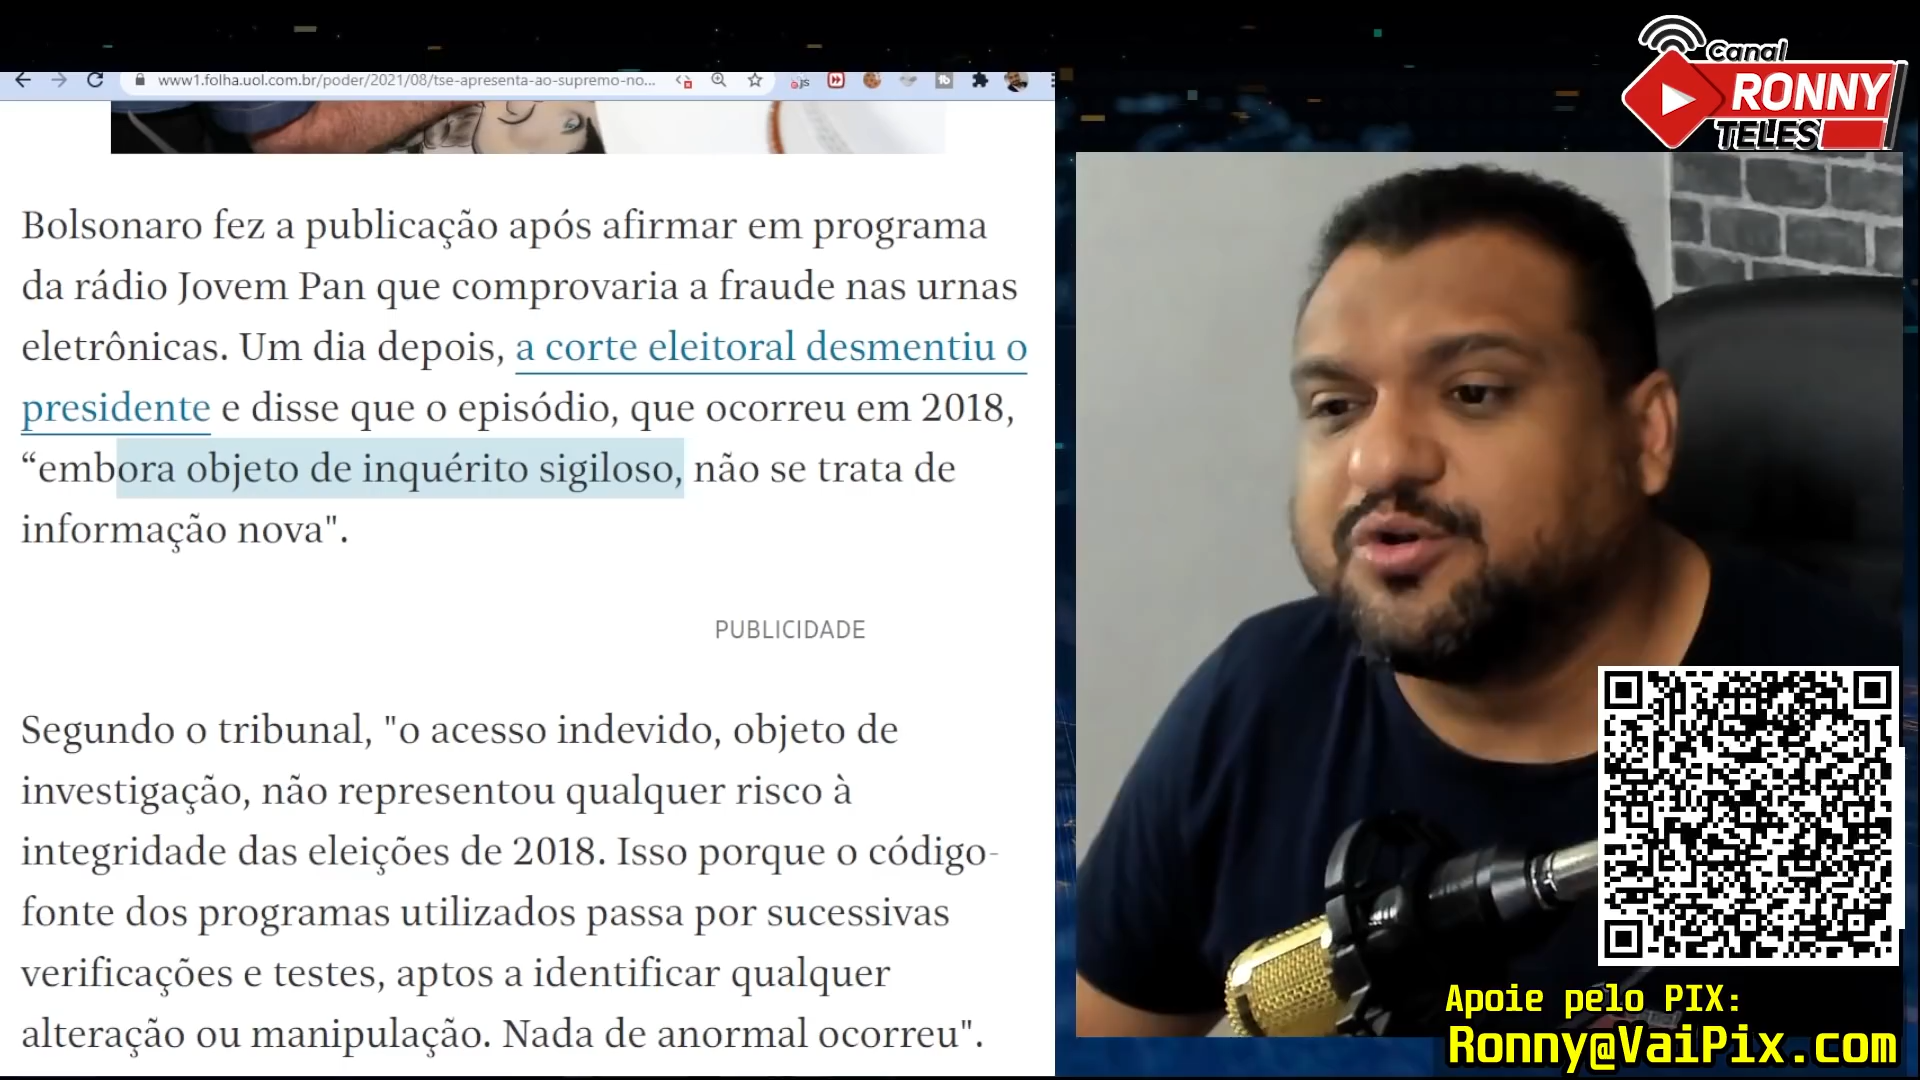 www1.folha.uol.com.br/poder/2021/08/tse-apresenta-ao-supremo-no...
Bolsonaro fez a publicação após afirmar em programa
da rádio Jovem Pan que comprovaria a fraude nas urnas
eletrônicas. Um dia depois, a corte eleitoral desmentiu o
presidente e disse que o episódio, que ocorreu em 2018,
“embora objeto de inquérito sigiloso, não se trata de
informação nova".
PUBLICIDADE
Segundo o tribunal, "o acesso indevido, objeto de
investigação, não representou qualquer risco à
integridade das eleições de 2018. Isso porque o código-
fonte dos programas utilizados passa por sucessivas
verificações e testes, aptos a identificar qualquer
alteração ou manipulação. Nada de anormal ocorreu".
Canal
RONNY
TELES
Apoie pelo PIX:
Ronny@VaiPix.com